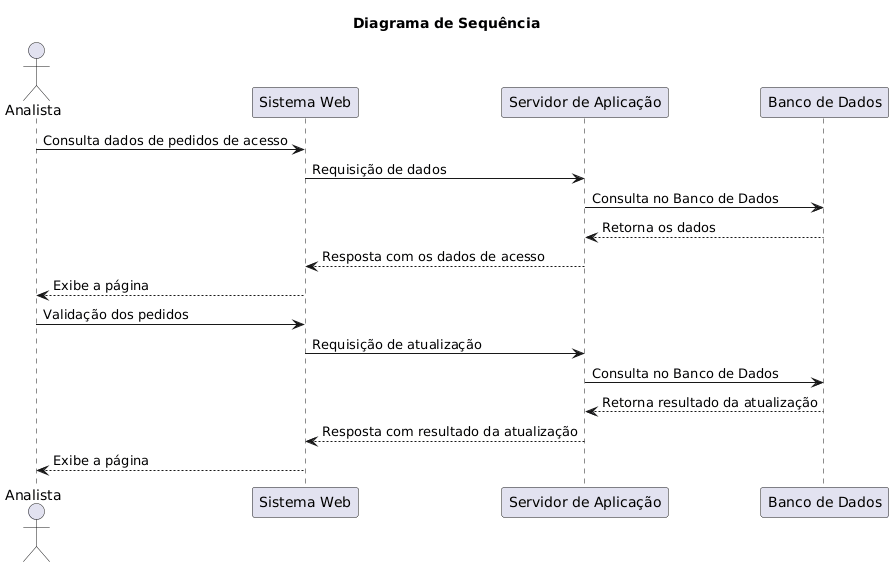 Diagrama de Sequência
Analista
Sistema Web
Servidor de Aplicação
Banco de Dados
Consulta dados de pedidos de acesso
Requisição de dados
Consulta no Banco de Dados
Retorna os dados
Resposta com os dados de acesso
Exibe a página
Validação dos pedidos
Requisição de atualização
Consulta no Banco de Dados
Retorna resultado da atualização
Resposta com resultado da atualização
Exibe a página
Analista
Sistema Web
Servidor de Aplicação
Banco de Dados